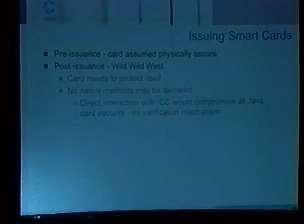 Issuing Smart Cards
Pre-issuance - card assumed physically secure
Post-issuance - Wild Wild West
Card needs to protect itself
No native methods may be declared
Direct interaction with ICC would compromise all Java
card security - no verification mechanism